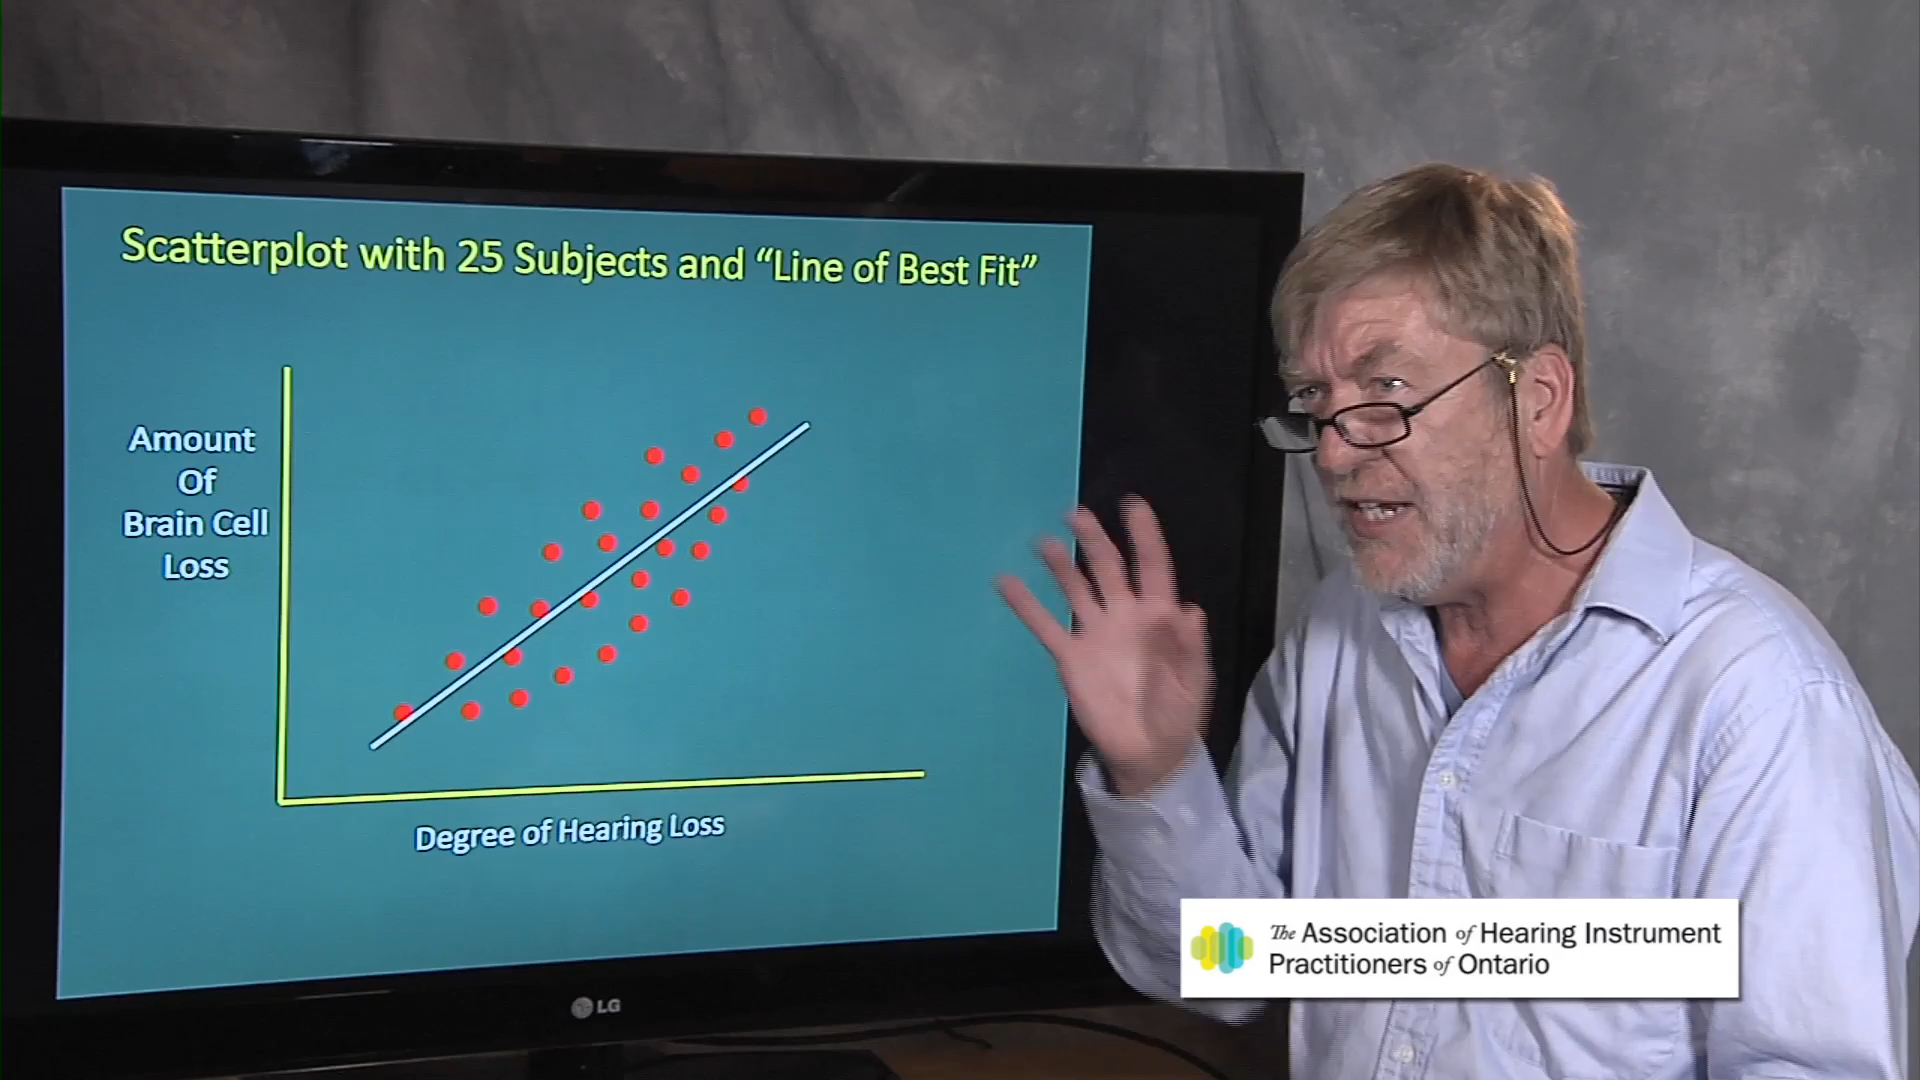 Scatterplot with 25 Subjects and “Line of Best Fit”
Amount
Of
Brain Cell
Loss
Degree of Hearing Loss
LG
The Association of Hearing Instrument
Practitioners of Ontario